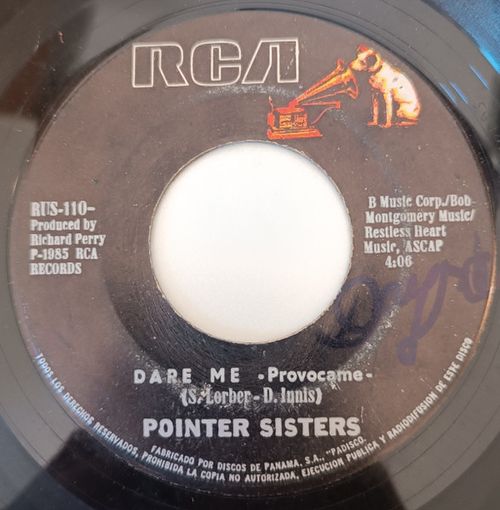 RCA
RUS-110-
Produced by
Richard Perry
P-1985 RCA
RECORDS
B Music Corp./Bob
Montgomery Music/
Restless Heart
Music, ASCAP
4:06
DARE ME -Provocame-
(S. Lorber - D. Innis)
POINTER SISTERS
FABRICADO POR DISCOS DE PANAMA, S.A., "PADISCO,
TODOS LOS DERECHOS RESERVADOS, PROHIBIDA LA COPIA NO AUTORIZADA, EJECUCION PUBLICA Y RADIODIFUSION DE ESTE DISCO